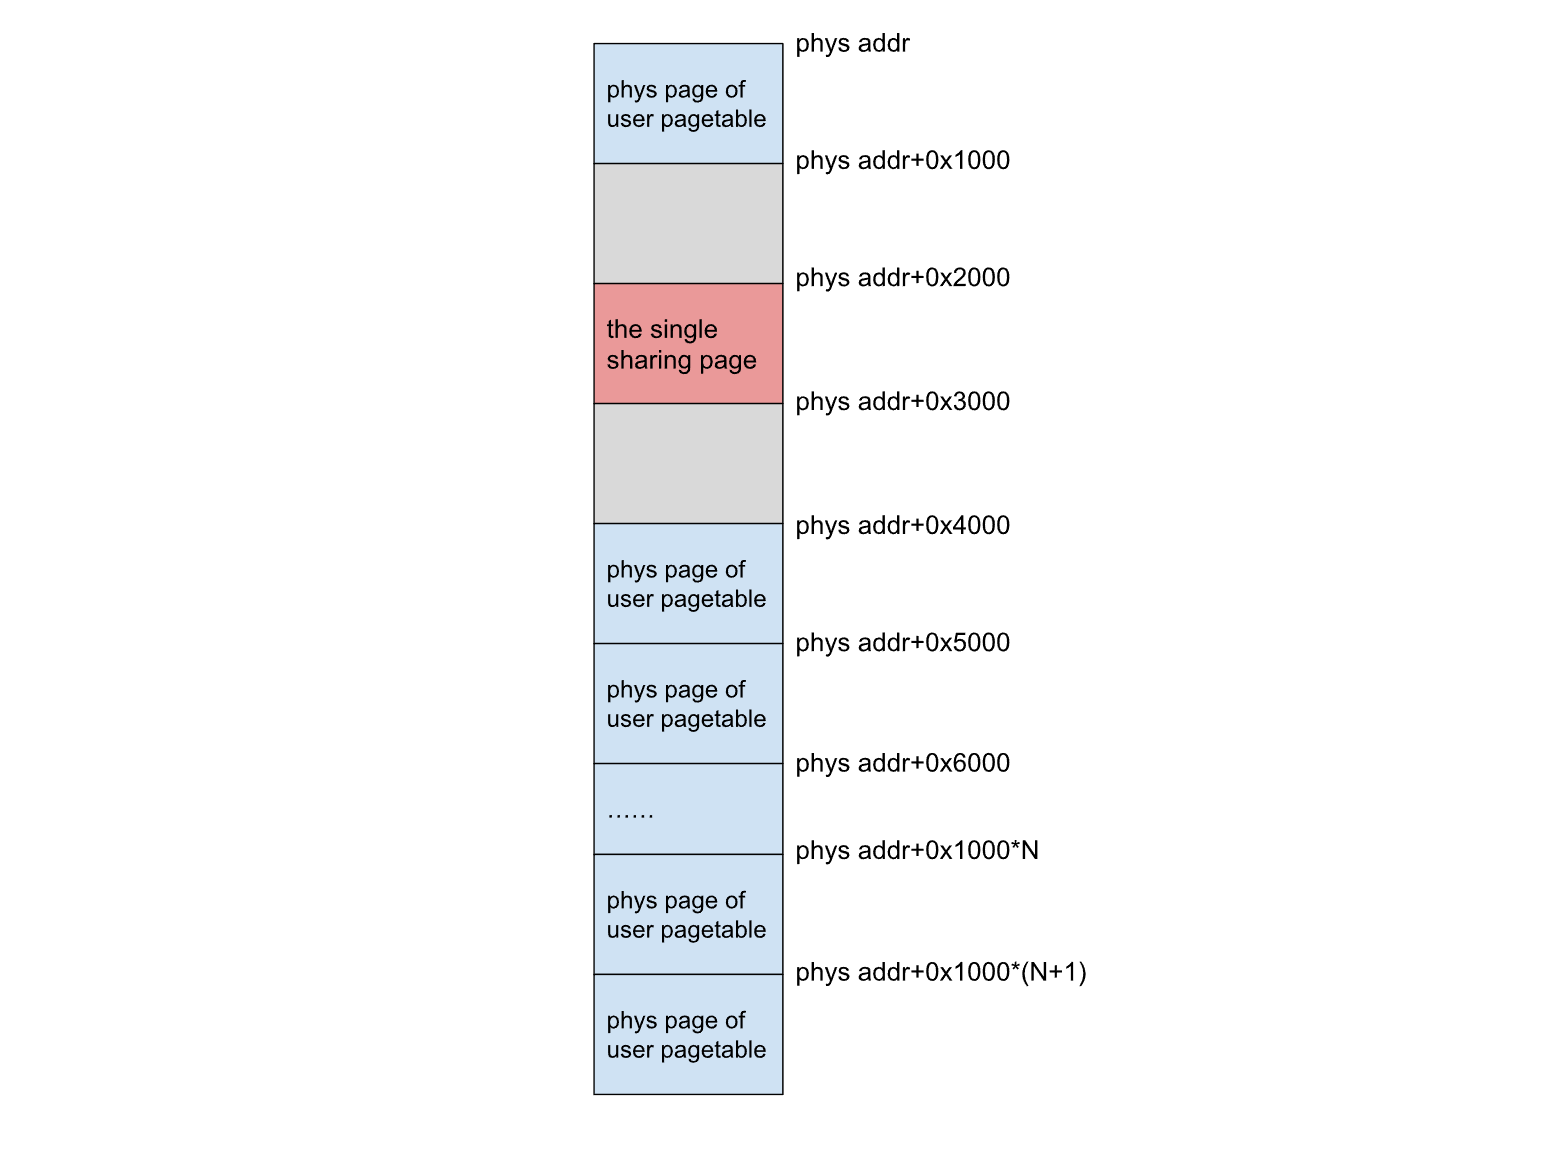 phys addr
phys page of
user pagetable
phys addr+0x1000
phys addr+0x2000
the single
sharing page
phys addr+0x3000
phys addr+0x4000
phys page of
user pagetable
phys addr+0x5000
phys page of
user pagetable
phys addr+0x6000
......
phys addr+0x1000*N
phys page of
user pagetable
phys addr+0x1000*(N+1)
phys page of
user pagetable